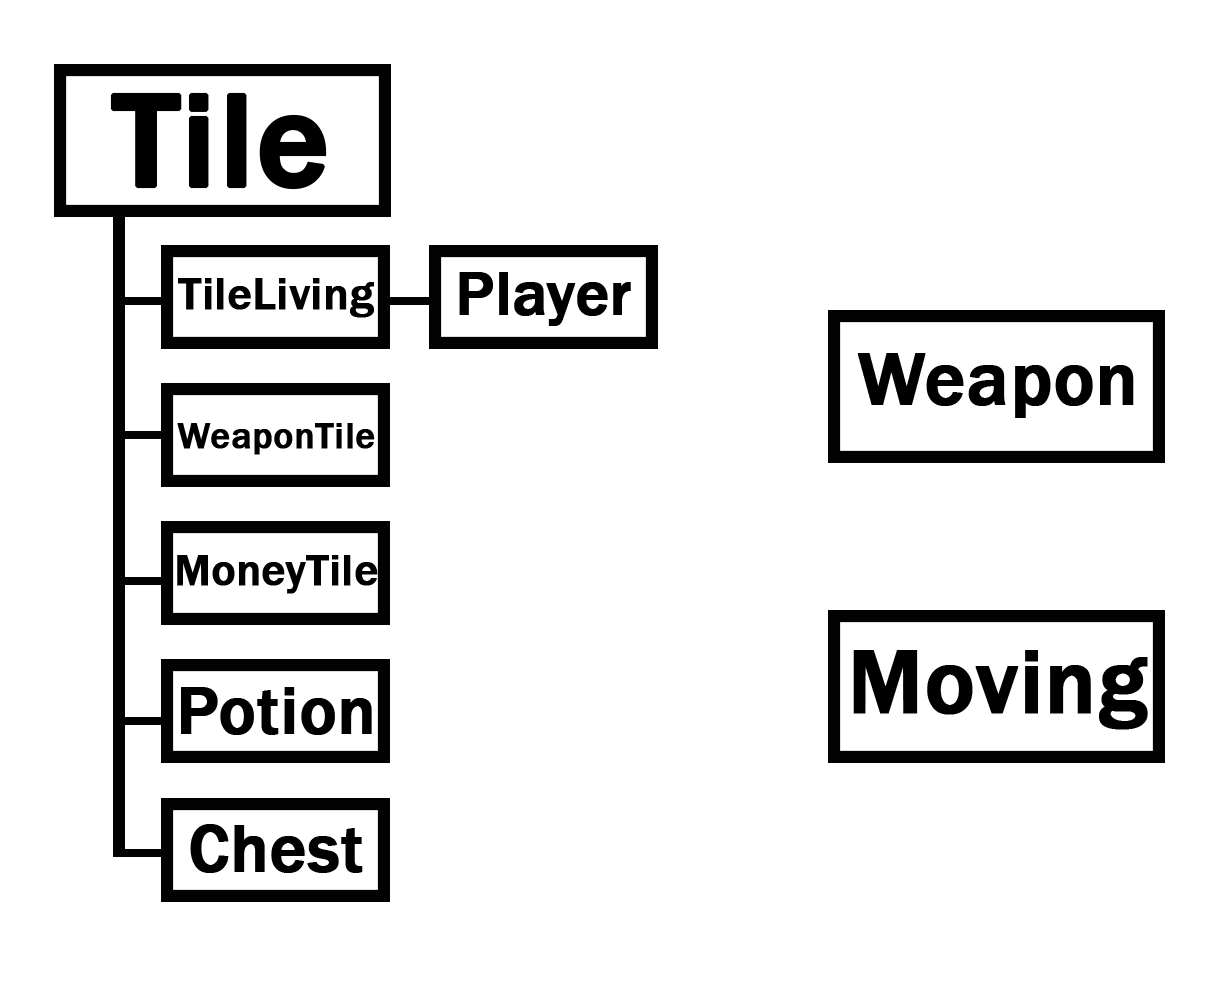 Tile
TileLiving
Player
Weapon
WeaponTile
MoneyTile
Moving
Potion
Chest